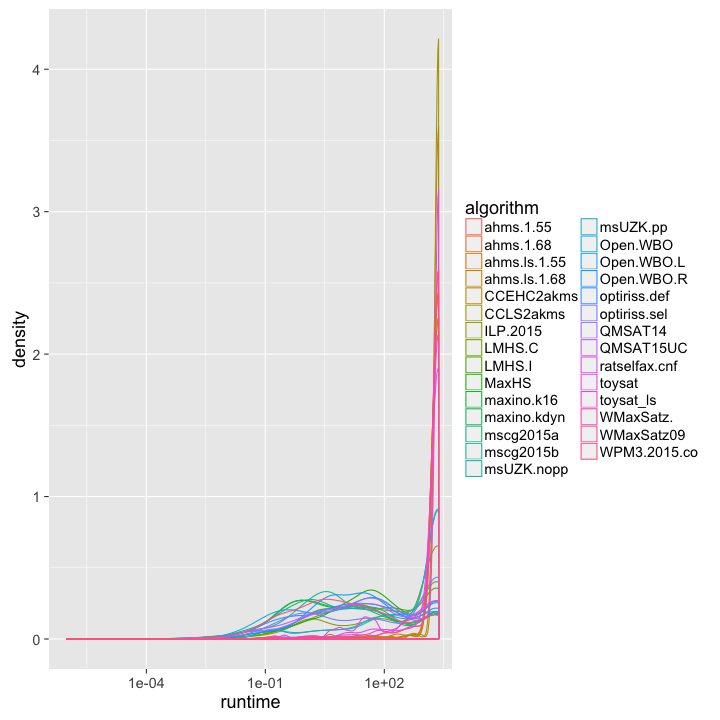 4
3
2
1
0
density
1e-04
1e-01
1e+02
runtime
algorithm
ahms.1.55
ahms.1.68
ahms.ls.1.55
ahms.ls.1.68
CCEHC2akms
CCLS2akms
ILP.2015
LMHS.C
LMHS.I
MaxHS
maxino.k16
maxino.kdyn
mscg2015a
mscg2015b
msUZK.nopp
msUZK.pp
Open.WBO
Open.WBO.L
Open.WBO.R
optiriss.def
optiriss.sel
QMSAT14
QMSAT15UC
ratselfax.cnf
toysat
toysat_ls
WMaxSatz.
WMaxSatz09
WPM3.2015.co